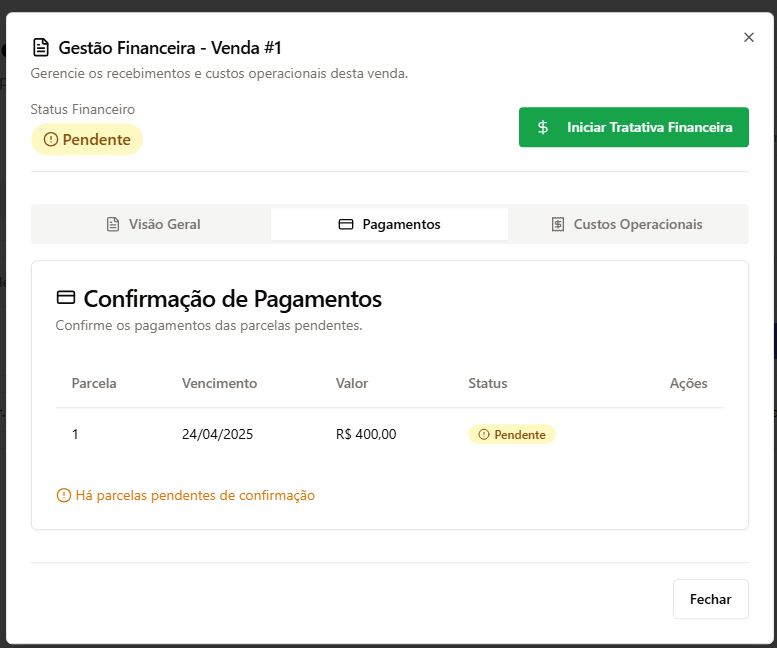 Gestão Financeira - Venda #1
Gerencie os recebimentos e custos operacionais desta venda.
Status Financeiro
Pendente
$ Iniciar Tratativa Financeira
Visão Geral
Pagamentos
Custos Operacionais
Confirmação de Pagamentos
Confirme os pagamentos das parcelas pendentes.
Parcela Vencimento Valor Status Ações
1 24/04/2025 R$ 400,00 Pendente
Há parcelas pendentes de confirmação
Fechar